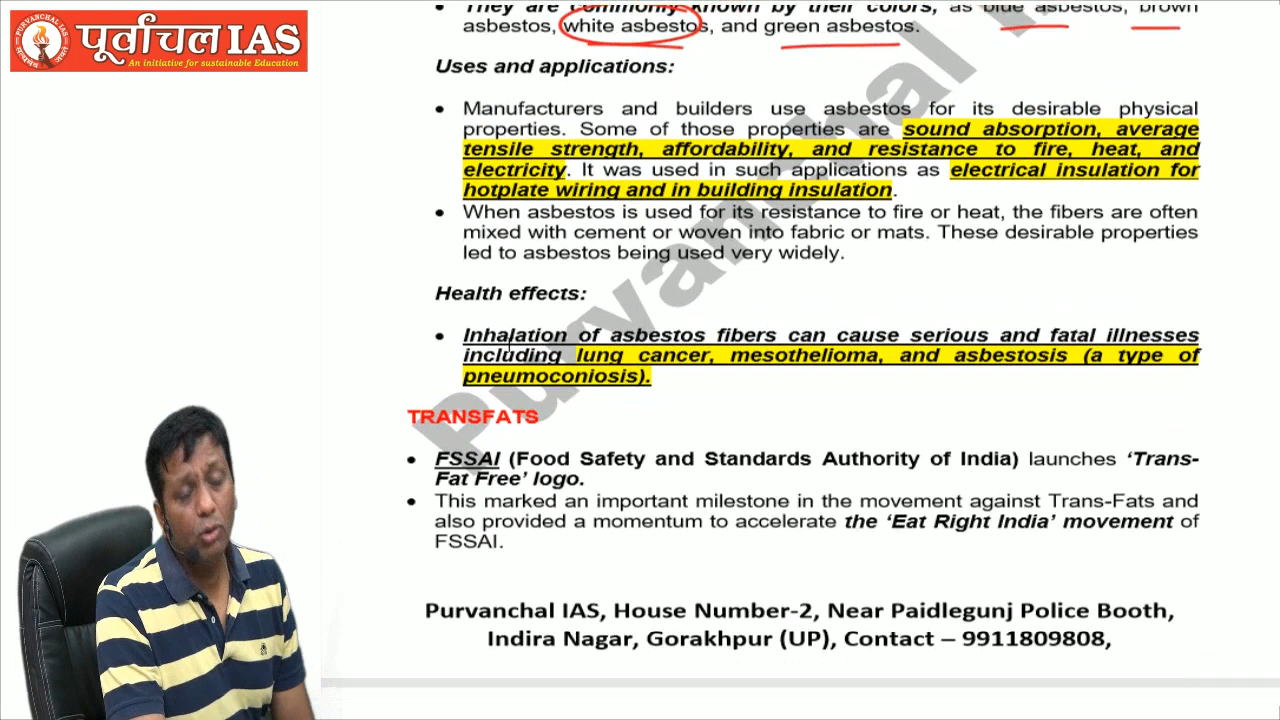 PURVANCHAL IAS
पूर्वाचल IAS
An initiative for sustainable Education
They are commonly known by their colors, as blue asbestos, brown
asbestos, white asbestos, and green asbestos.
Uses and applications:
• Manufacturers and builders use asbestos for its desirable physical
properties. Some of those properties are sound absorption, average
tensile strength, affordability, and resistance to fire, heat, and
electricity. It was used in such applications as electrical insulation for
hotplate wiring and in building insulation.
• When asbestos is used for its resistance to fire or heat, the fibers are often
mixed with cement or woven into fabric or mats. These desirable properties
led to asbestos being used very widely.
Health effects:
• Inhalation of asbestos fibers can cause serious and fatal illnesses
including lung cancer, mesothelioma, and asbestosis (a type of
pneumoconiosis).
TRANSFATS
• FSSAI (Food Safety and Standards Authority of India) launches ‘Trans-
Fat Free’ logo.
• This marked an important milestone in the movement against Trans-Fats and
also provided a momentum to accelerate the ‘Eat Right India’ movement of
FSSAI.
Purvanchal IAS, House Number-2, Near Paidlegunj Police Booth,
Indira Nagar, Gorakhpur (UP), Contact – 9911809808,
Purvanchal